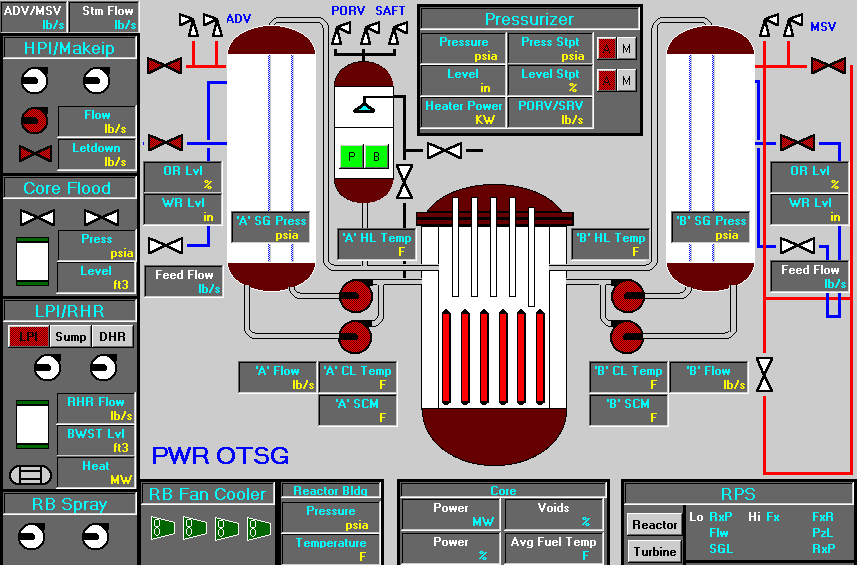 ADV/MSV
lb/s
Stm Flow
lb/s
HPI/Makeip
Flow
lb/s
Letdown
lb/s
Core Flood
Press
psia
Level
ft3
LPI/RHR
LPI
Sump
DHR
RHR Flow
lb/s
BWST Lvl
ft3
Heat
MW
RB Spray
ADV
PORV
SAFT
MSV
Pressurizer
Pressure
psia
Press Stpt
psia
A
M
Level
in
Level Stpt
%
A
M
Heater Power
KW
PORV/SRV
lb/s
P
B
OR Lvl
%
WR Lvl
in
Feed Flow
lb/s
'A' SG Press
psia
'A' HL Temp
F
'B' HL Temp
F
'B' SG Press
psia
OR Lvl
%
WR Lvl
in
Feed Flow
lb/s
'A' Flow
lb/s
'A' CL Temp
F
'A' SCM
F
'B' CL Temp
F
'B' Flow
lb/s
'B' SCM
F
PWR OTSG
RB Fan Cooler
Reactor Bldg
Pressure
psia
Temperature
F
Core
Power
MW
Voids
%
Power
%
Avg Fuel Temp
F
RPS
Reactor
Turbine
Lo RxP Hi Fx FxR
Flw PzL
SGL RxP